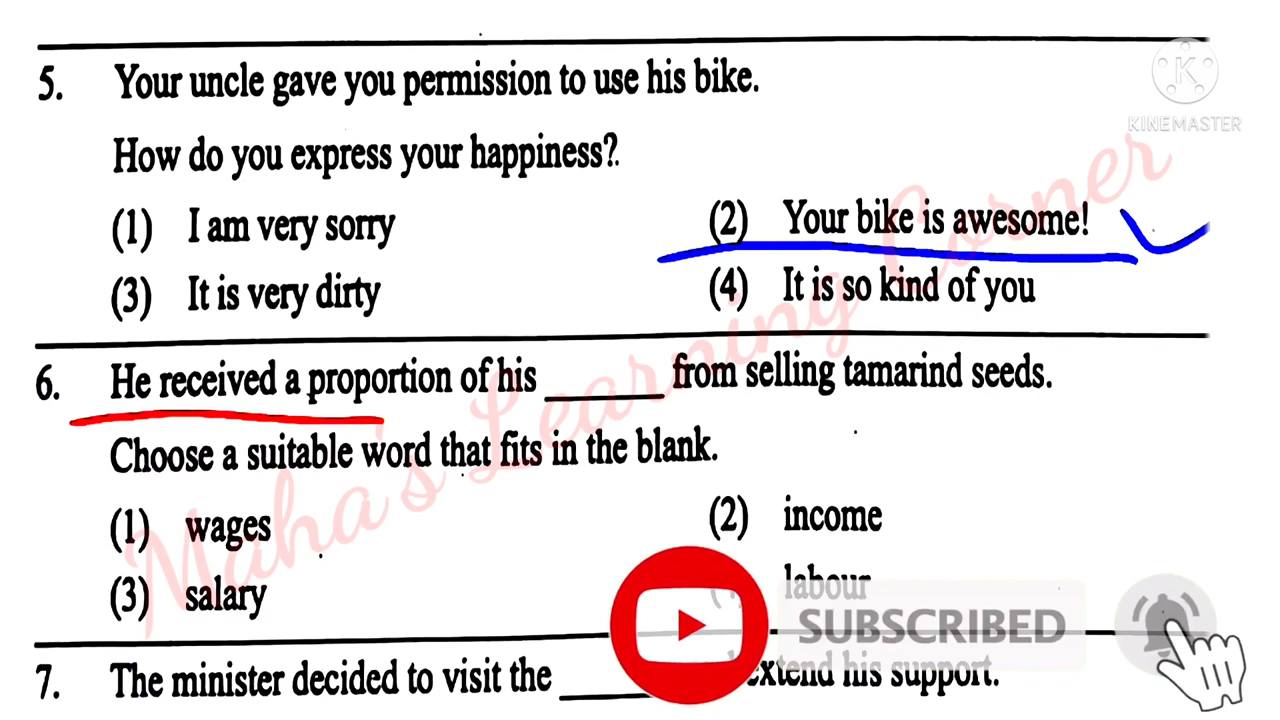 5. Your uncle gave you permission to use his bike.
KINEMASTER
How do you express your happiness?
(1) I am very sorry (2) Your bike is awesome!
(3) It is very dirty (4) It is so kind of you
6. He received a proportion of his ______ from selling tamarind seeds.
Choose a suitable word that fits in the blank.
(1) wages (2) income
(3) salary labour
Maha's Learning Corner
SUBSCRIBED
7. The minister decided to visit the ______ extend his support.